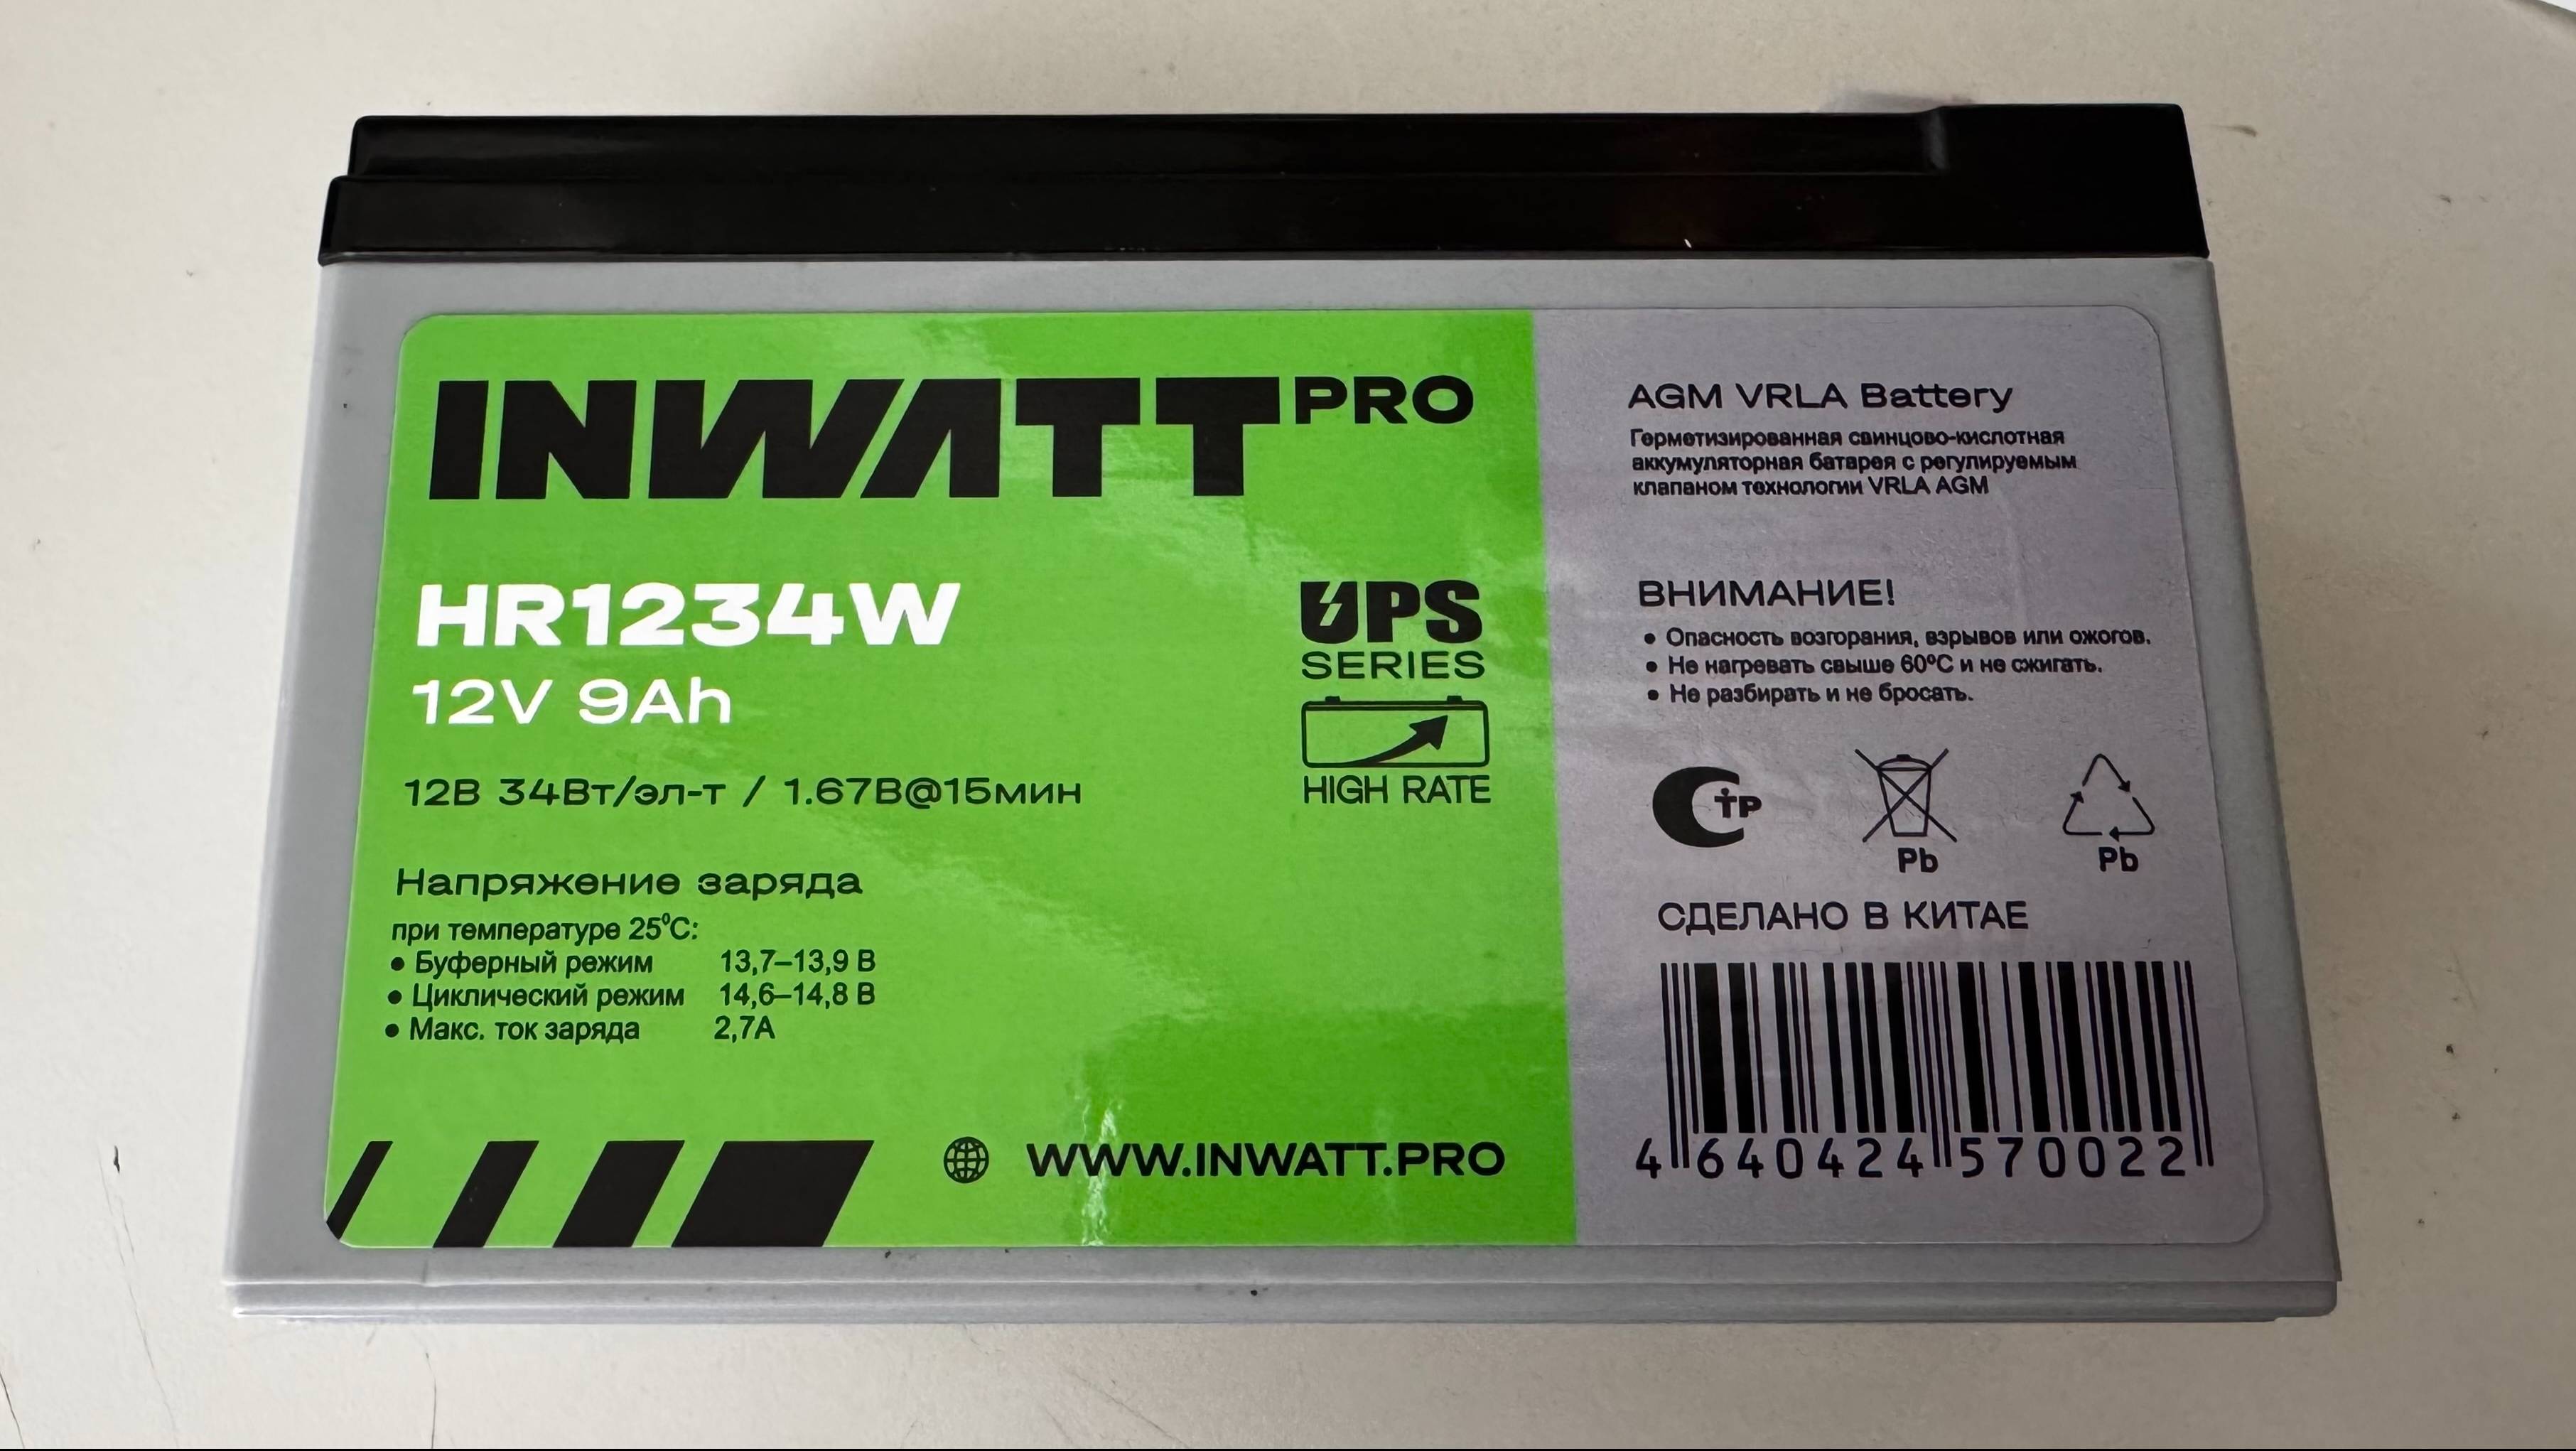 INWATT PRO
HR1234W
12V 9Ah
12В 34Вт/эл-т / 1.67В@15мин
UPS
SERIES
HIGH RATE
Напряжение заряда
при температуре 25⁰С:
• Буферный режим 13,7–13,9 В
• Циклический режим 14,6–14,8 В
• Макс. ток заряда 2,7А
WWW.INWATT.PRO
AGM VRLA Battery
Герметизированная свинцово-кислотная
аккумуляторная батарея с регулируемым
клапаном технологии VRLA AGM
ВНИМАНИЕ!
• Опасность возгорания, взрывов или ожогов.
• Не нагревать свыше 60ºС и не сжигать.
• Не разбирать и не бросать.
СТР
Pb
Pb
СДЕЛАНО В КИТАЕ
4 640424 570022